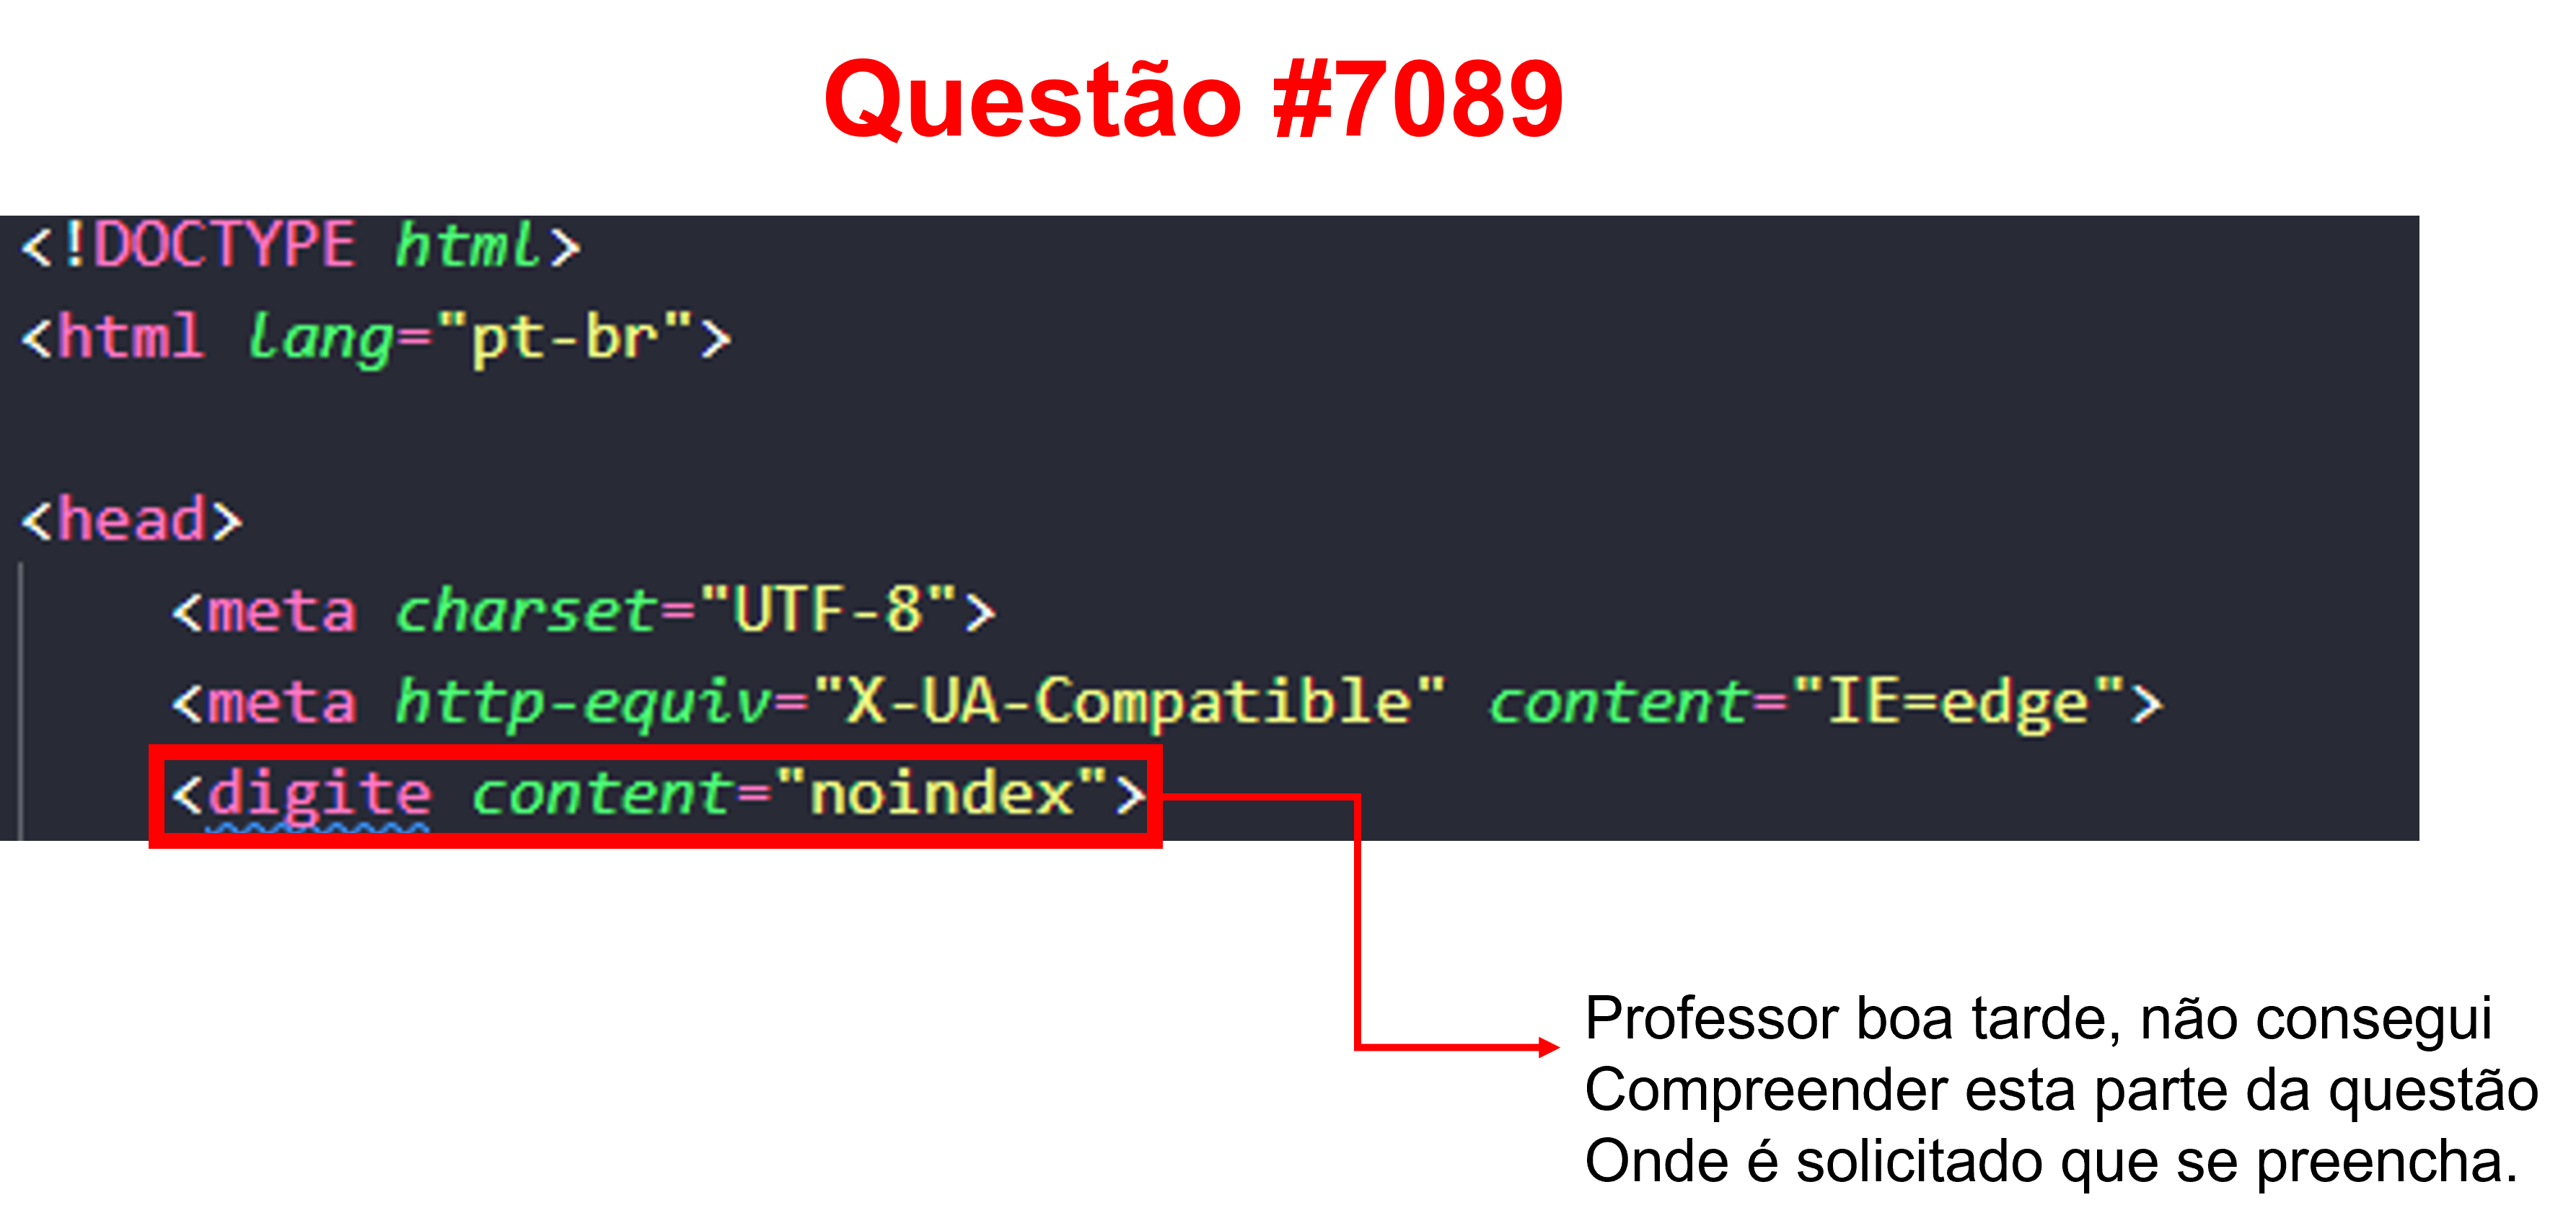 Questão #7089
<!DOCTYPE html>
<html lang="pt-br">
<head>
<meta charset="UTF-8">
<meta http-equiv="X-UA-Compatible" content="IE=edge">
<digite content="noindex">
Professor boa tarde, não consegui
Compreender esta parte da questão
Onde é solicitado que se preencha.